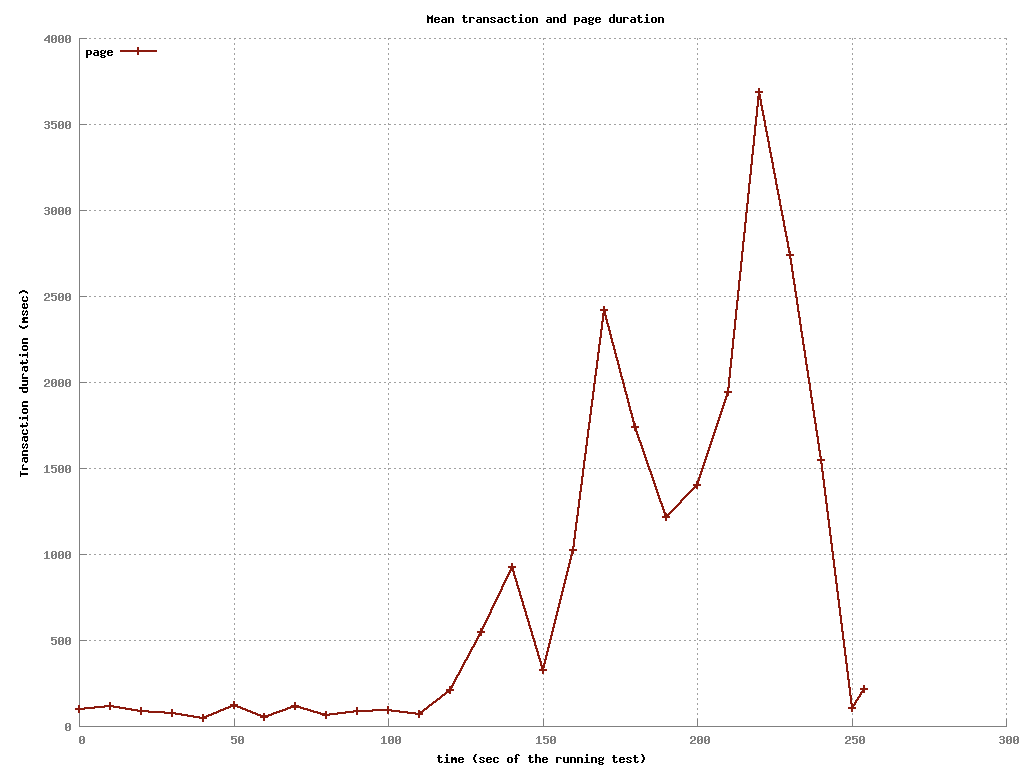 Mean transaction and page duration
4000
page
3500
3000
2500
2000
1500
1000
500
0
Transaction duration (msec)
0 50 100 150 200 250 300
time (sec of the running test)